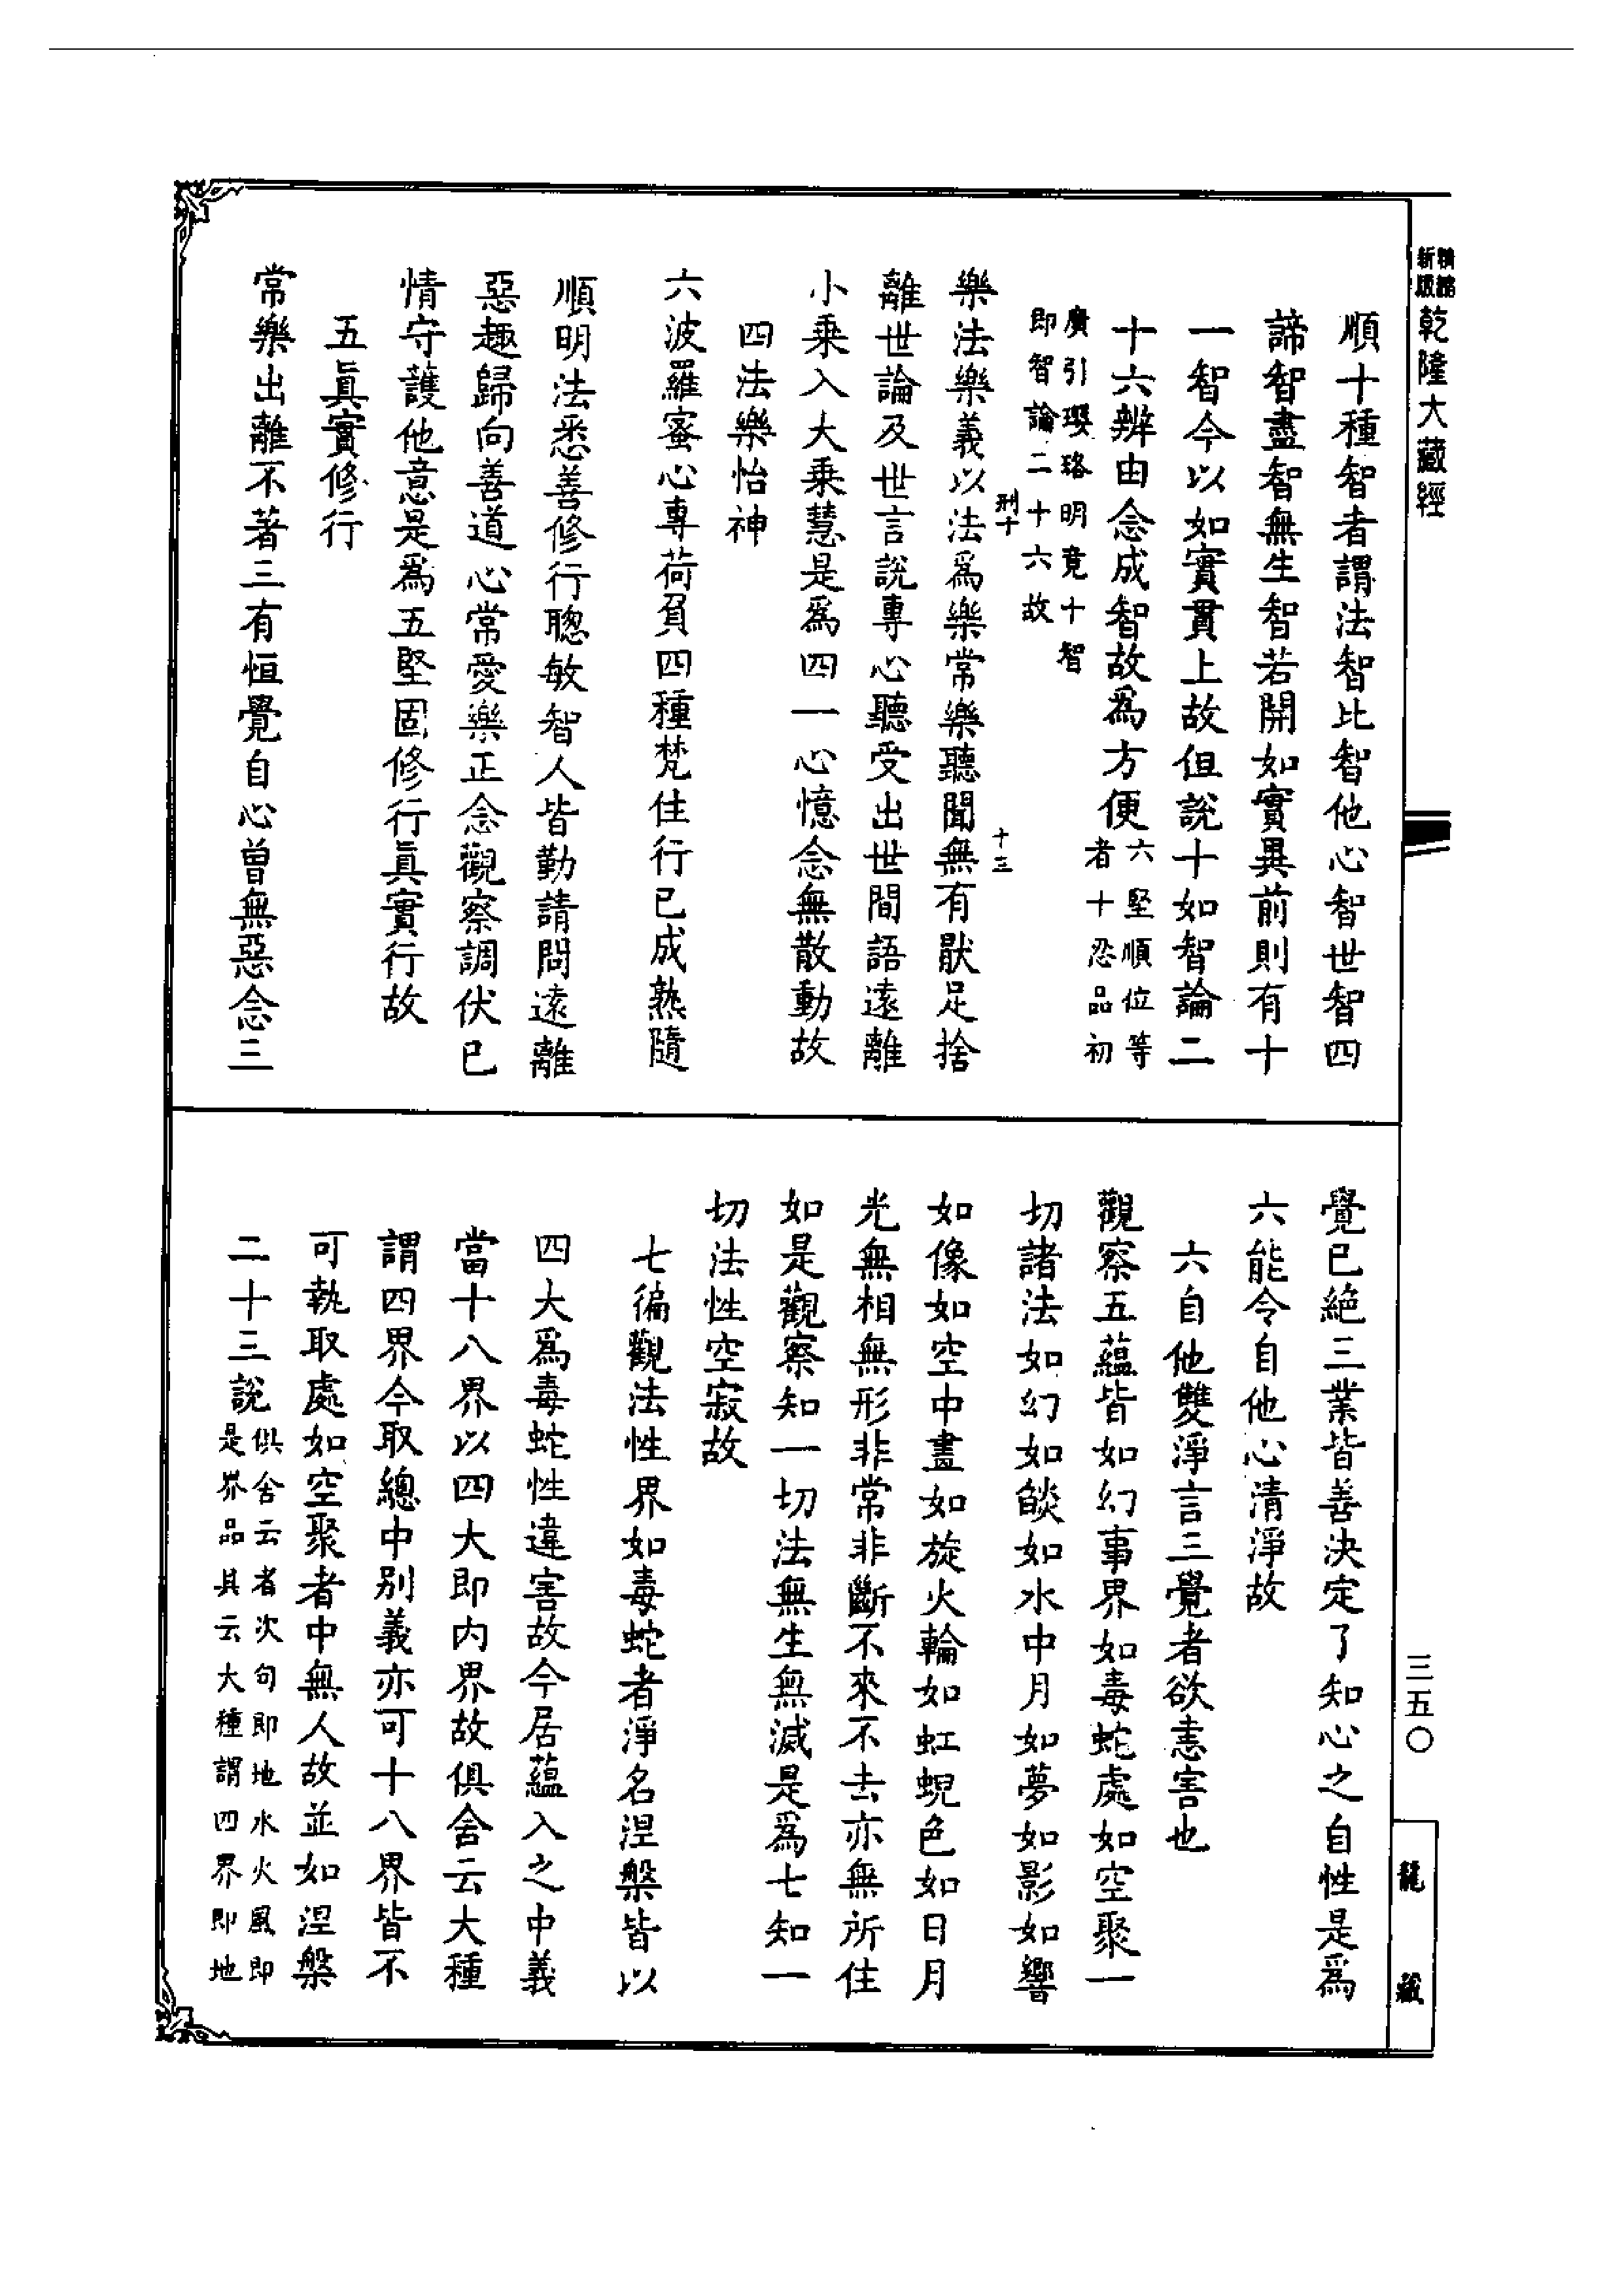 精縮
新版
乾隆大藏經
順十種智者謂法智比智他心智世智四
諦智盡智無生智若開如實異前則有十
一智今以如實貫上故但說十如智論二
十六辨由念成智故為方便六堅順位等
者十忍品初
廣引瓔珞明竟十智
即智論二十六故
刑十
十三
樂法樂義以法為樂常樂聽聞無有猒足捨
離世論及世言說專心聽受出世間語遠離
小乗入大乗慧是為四一心憶念無散動故
四法樂怡神
六波羅蜜心專荷負四種梵住行已成熟隨
順明法悉善修行聰敏智人皆勤請問遠離
惡趣歸向善道心常愛樂正念觀察調伏已
情守護他意是為五堅固修行眞實行故
五眞實修行
常樂出離不著三有恒覺自心曾無惡念三
覺已絕三業皆善決定了知心之自性是為
六能令自他心清淨故
六自他雙淨言三覺者欲恚害也
觀察五蘊皆如幻事界如毒蛇處如空聚一
切諸法如幻如燄如水中月如夢如影如響
如像如空中畫如旋火輪如虹蜺色如日月
光無相無形非常非斷不來不去亦無所住
如是觀察知一切法無生無滅是為七知一
切法性空寂故
七徧觀法性界如毒蛇者淨名涅槃皆以
四大為毒蛇性違害故今居蘊入之中義
當十八界以四大即内界故俱舍云大種
謂四界今取總中別義亦可十八界皆不
可執取處如空聚者中無人故並如涅槃
二十三說俱舍云者次句即地水火風即
是界品其云大種謂四界即地
三五〇
龍藏